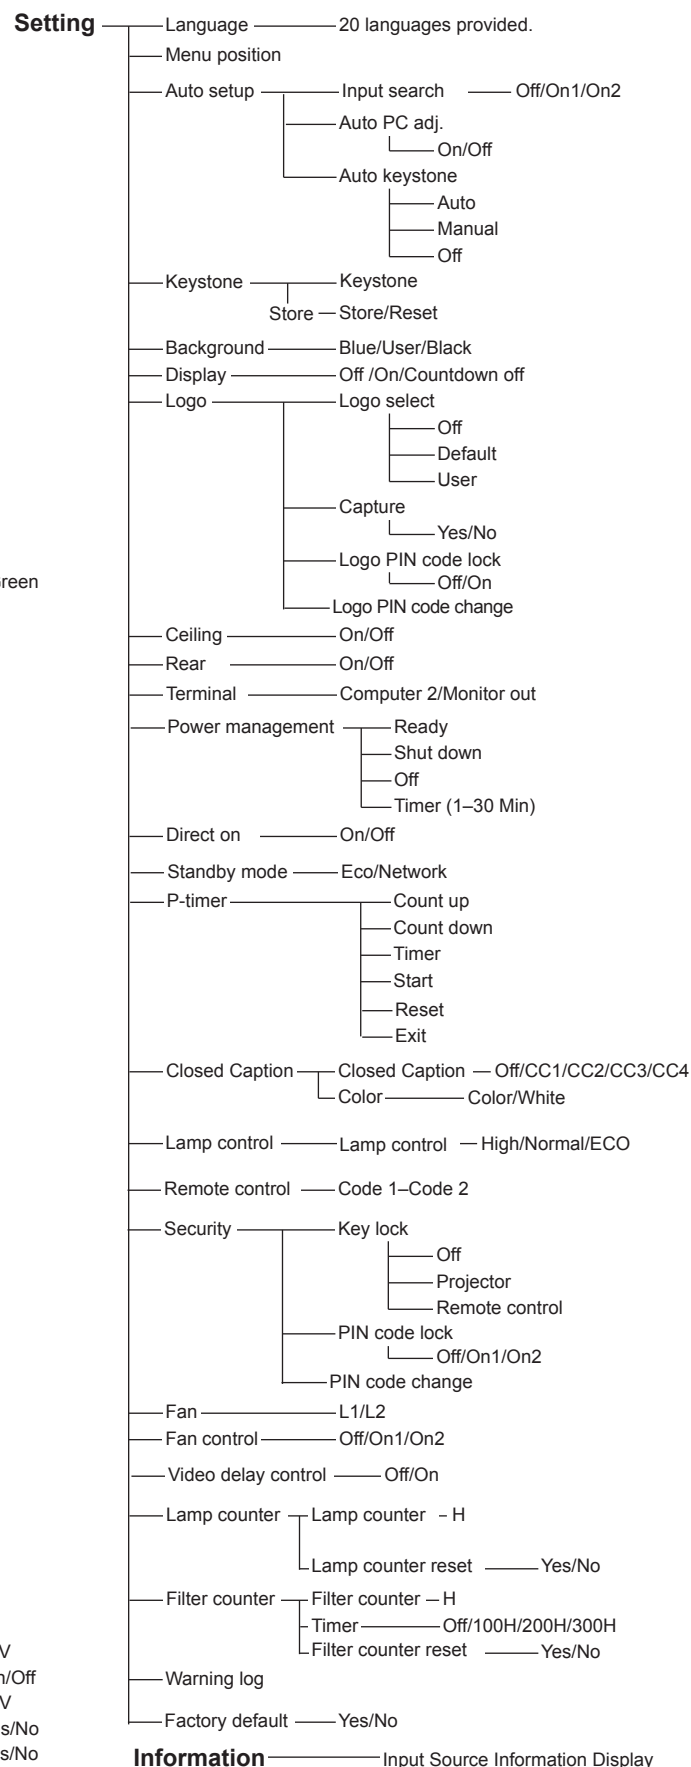 Setting Language 20 languages provided.
Menu position
Auto setup Input search Off/On1/On2
Auto PC adj.
On/Off
Auto keystone
Auto
Manual
Off
Keystone Keystone
Store Store/Reset
Background Blue/User/Black
Display Off /On/Countdown off
Logo Logo select
Off
Default
User
Capture
Yes/No
Logo PIN code lock
Off/On
Logo PIN code change
Ceiling On/Off
Rear On/Off
Terminal Computer 2/Monitor out
Power management Ready
Shut down
Off
Timer (1–30 Min)
Direct on On/Off
Standby mode Eco/Network
P-timer Count up
Count down
Timer
Start
Reset
Exit
Closed Caption Closed Caption Off/CC1/CC2/CC3/CC4
Color Color/White
Lamp control Lamp control High/Normal/ECO
Remote control Code 1–Code 2
Security Key lock
Off
Projector
Remote control
PIN code lock
Off/On1/On2
PIN code change
Fan L1/L2
Fan control Off/On1/On2
Video delay control Off/On
Lamp counter Lamp counter H
Lamp counter reset Yes/No
Filter counter Filter counter H
Timer Off/100H/200H/300H
Filter counter reset Yes/No
Warning log
Factory default Yes/No
Information Input Source Information Display